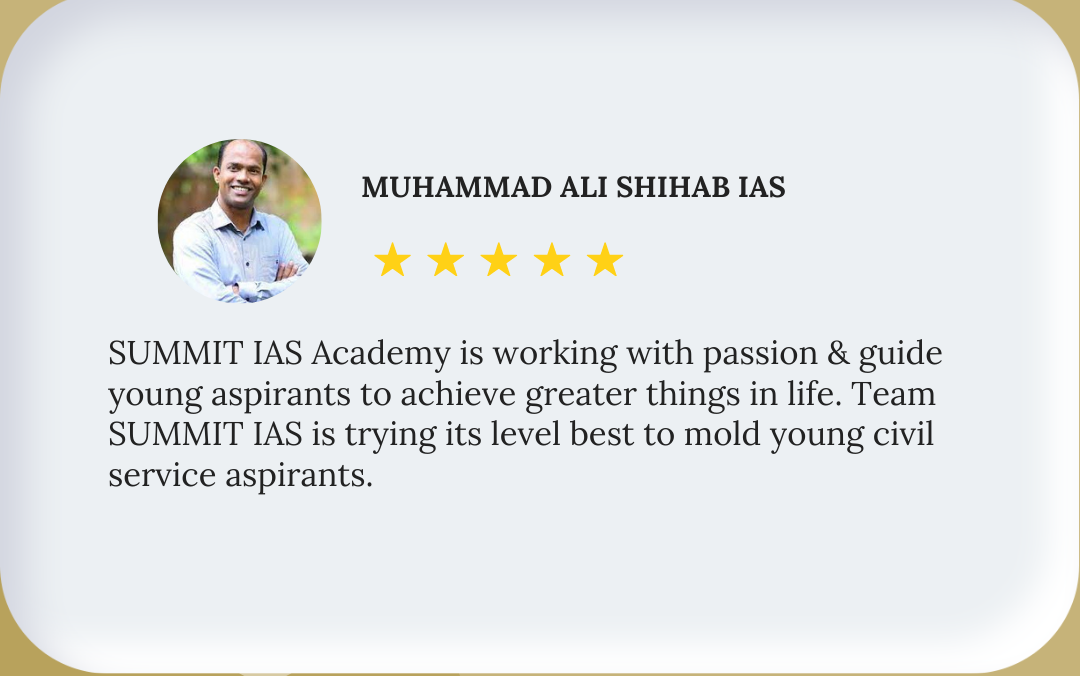 MUHAMMAD ALI SHIHAB IAS
SUMMIT IAS Academy is working with passion & guide
young aspirants to achieve greater things in life. Team
SUMMIT IAS is trying its level best to mold young civil
service aspirants.